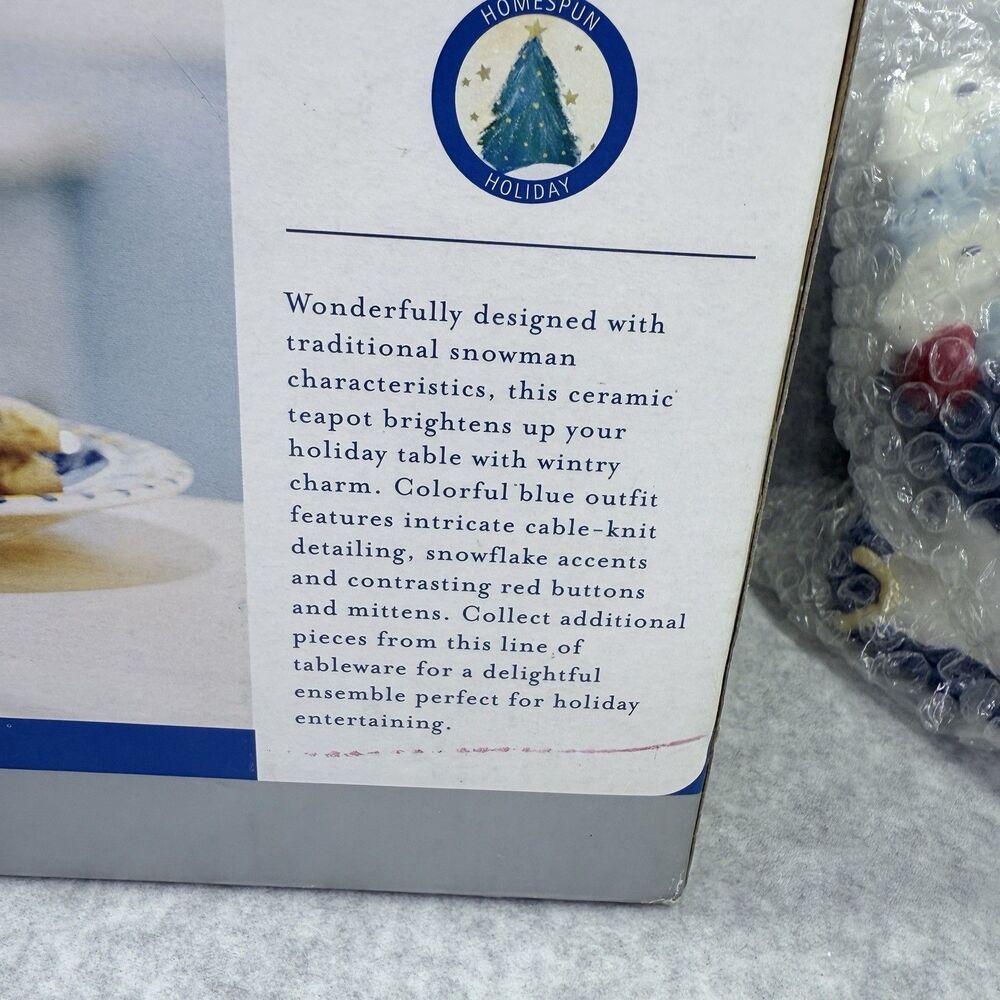 HOMESPUN
HOLIDAY
Wonderfully designed with
traditional snowman
characteristics, this ceramic
teapot brightens up your
holiday table with wintry
charm. Colorful blue outfit
features intricate cable-knit
detailing, snowflake accents
and contrasting red buttons
and mittens. Collect additional
pieces from this line of
tableware for a delightful
ensemble perfect for holiday
entertaining.